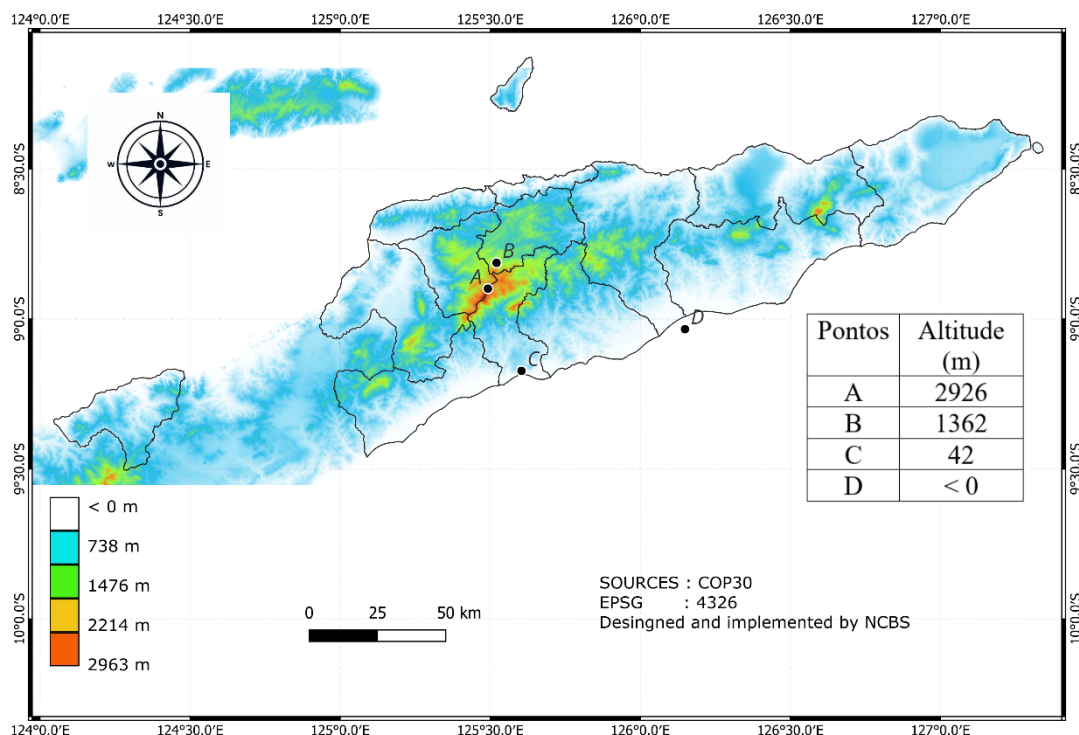 124°0.0'E 124°30.0'E 125°0.0'E 125°30.0'E 126°0.0'E 126°30.0'E 127°0.0'E
N
W E
S
8°30.0'S 8°30.0'S
B
A
9°0.0'S 9°0.0'S
D
C
Pontos Altitude
(m)
A 2926
B 1362
C 42
D < 0
9°30.0'S 9°30.0'S
< 0 m
738 m
1476 m
2214 m
2963 m
0 25 50 km
SOURCES : COP30
EPSG : 4326
Desingned and implemented by NCBS
10°0.0'S 10°0.0'S
124°0.0'E 124°30.0'E 125°0.0'E 125°30.0'E 126°0.0'E 126°30.0'E 127°0.0'E